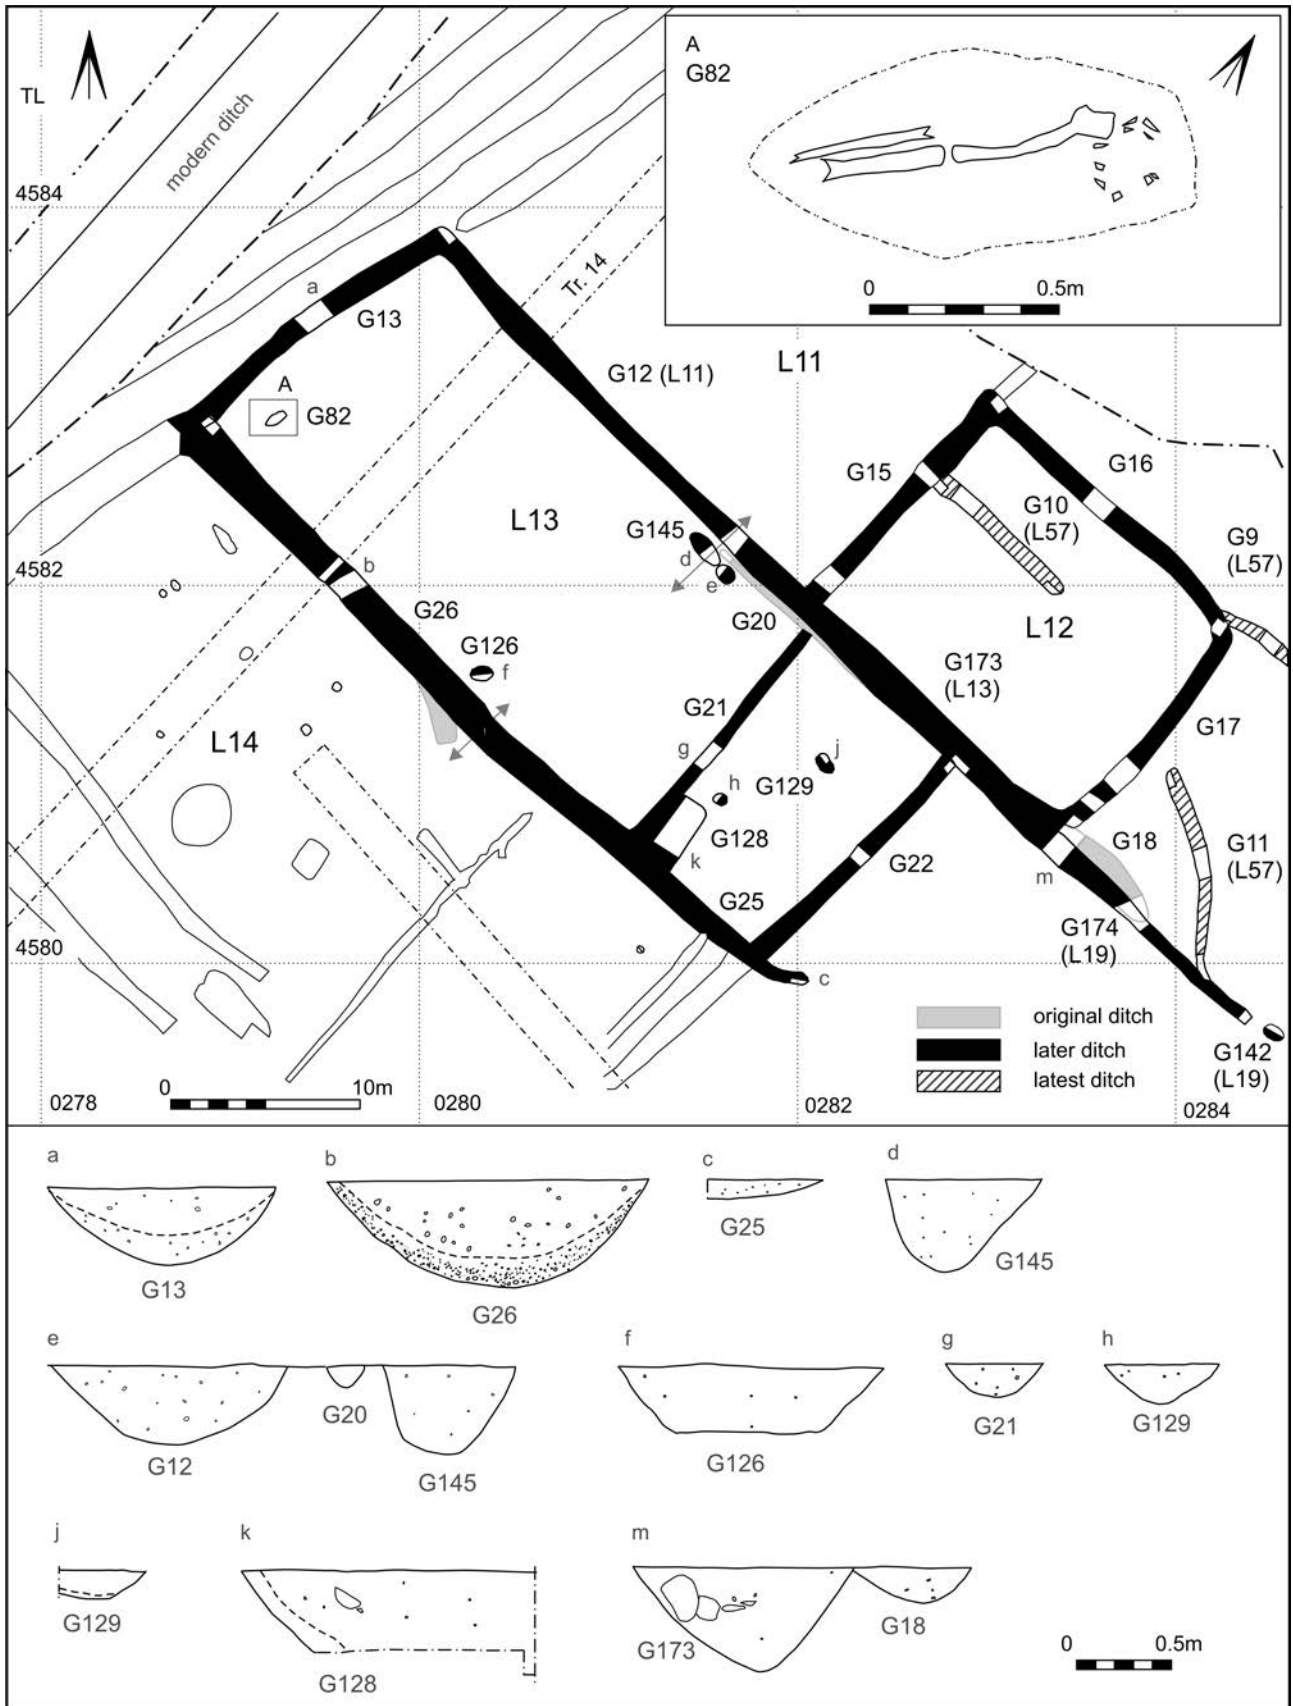 A
G82
0
0.5m
TL
modern ditch
4584
Tr. 14
a
G13
G12 (L11)
L11
A
G82
G15
G16
L13
G145
G10
(L57)
G9
(L57)
d
4582
b
e
G26
G20
L12
G126
f
G173
(L13)
G21
G17
L14
g
j
h
G129
G128
G18
G11
(L57)
k
m
G22
G25
G174
(L19)
4580
c
original ditch
later ditch
latest ditch
G142
(L19)
0
10m
0278
0280
0282
0284
a
b
c
d
G25
G145
G13
G26
e
f
g
h
G20
G21
G129
G12
G126
G145
j
k
m
G129
G128
G173
G18
0
0.5m